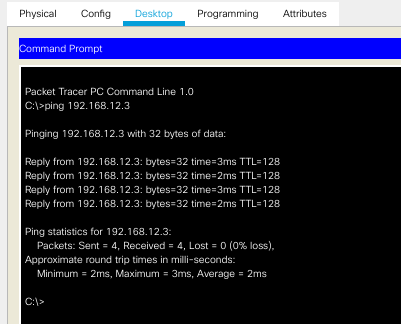 Physical Config Desktop Programming Attributes
Command Prompt
Packet Tracer PC Command Line 1.0
C:\>ping 192.168.12.3
Pinging 192.168.12.3 with 32 bytes of data:
Reply from 192.168.12.3: bytes=32 time=3ms TTL=128
Reply from 192.168.12.3: bytes=32 time=2ms TTL=128
Reply from 192.168.12.3: bytes=32 time=3ms TTL=128
Reply from 192.168.12.3: bytes=32 time=2ms TTL=128
Ping statistics for 192.168.12.3:
Packets: Sent = 4, Received = 4, Lost = 0 (0% loss),
Approximate round trip times in milli-seconds:
Minimum = 2ms, Maximum = 3ms, Average = 2ms
C:\>